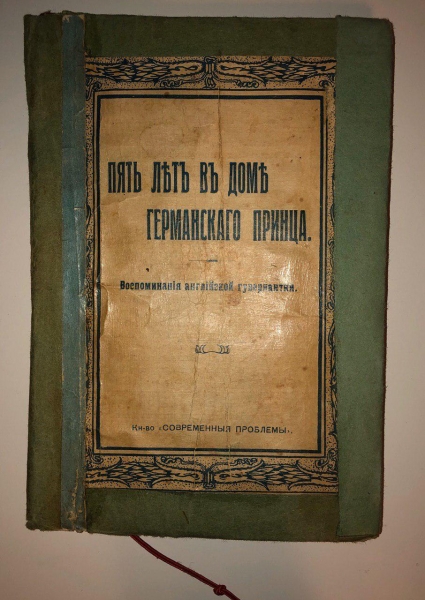 ПЯТЬ ЛѢТЪ ВЪ ДОМѢ
ГЕРМАНСКАГО ПРИНЦА.
Воспоминанія англійской гувернантки.
Кн-во «СОВРЕМЕННЫЯ ПРОБЛЕМЫ».